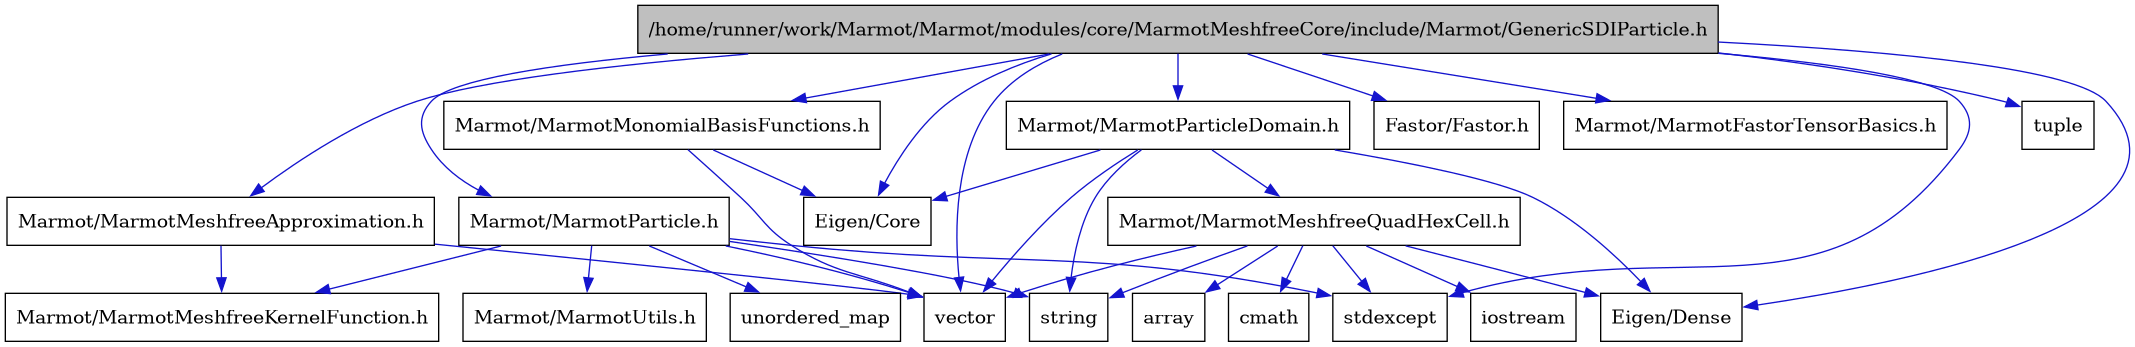 /home/runner/work/Marmot/Marmot/modules/core/MarmotMeshfreeCore/include/Marmot/GenericSDIParticle.h
Marmot/MarmotMonomialBasisFunctions.h
Marmot/MarmotParticleDomain.h
Fastor/Fastor.h
Marmot/MarmotFastorTensorBasics.h
tuple
Marmot/MarmotMeshfreeApproximation.h
Marmot/MarmotParticle.h
Eigen/Core
Marmot/MarmotMeshfreeQuadHexCell.h
Marmot/MarmotMeshfreeKernelFunction.h
Marmot/MarmotUtils.h
unordered_map
vector
string
array
cmath
stdexcept
iostream
Eigen/Dense